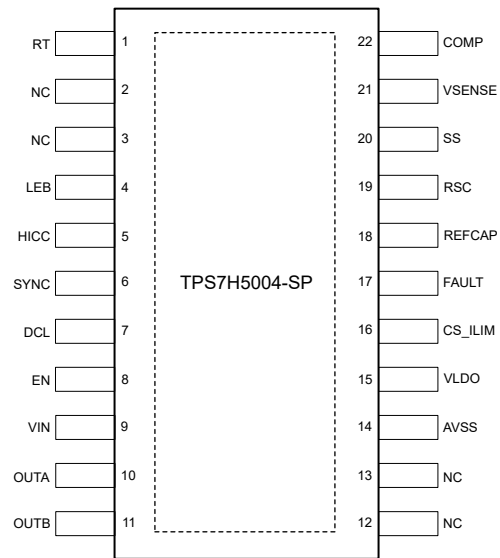 RT 1 22 COMP
NC 2 21 VSENSE
NC 3 20 SS
LEB 4 19 RSC
HICC 5 18 REFCAP
SYNC 6 TPS7H5004-SP 17 FAULT
DCL 7 16 CS_ILIM
EN 8 15 VLDO
VIN 9 14 AVSS
OUTA 10 13 NC
OUTB 11 12 NC